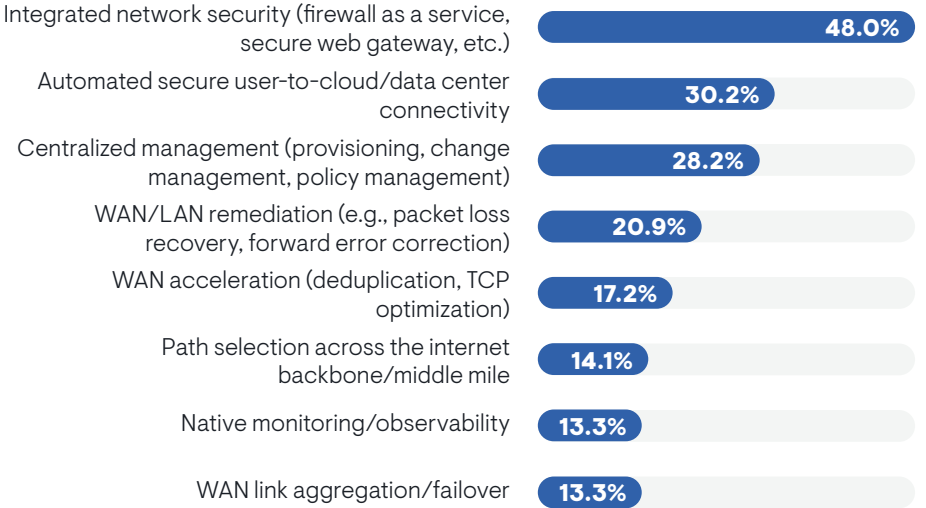 Integrated network security (firewall as a service,
secure web gateway, etc.)
48.0%
Automated secure user-to-cloud/data center
connectivity
30.2%
Centralized management (provisioning, change
management, policy management)
28.2%
WAN/LAN remediation (e.g., packet loss
recovery, forward error correction)
20.9%
WAN acceleration (deduplication, TCP
optimization)
17.2%
Path selection across the internet
backbone/middle mile
14.1%
Native monitoring/observability
13.3%
WAN link aggregation/failover
13.3%